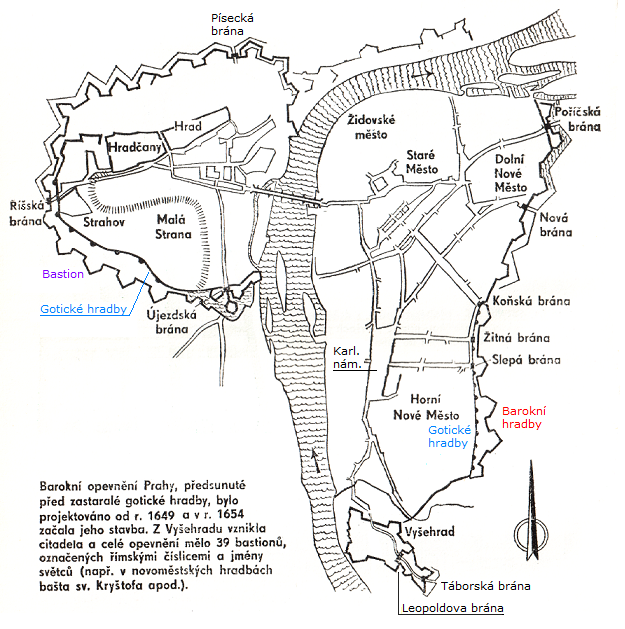 Písecká
brána
Poříčská
brána
Židovské
město
Hrad
Hradčany
Staré
Město
Dolní
Nové
Město
Říšská
brána
Strahov
Malá
Strana
Nová
brána
Bastion
Gotické hradby
Újezdská
brána
Koňská brána
Žitná brána
Slepá brána
Karl.
nám.
Horní
Nové Město
Gotické
hradby
Barokní
hradby
Barokní opevnění Prahy, předsunuté
před zastaralé gotické hradby, bylo
projektováno od r. 1649 a v r. 1654
začala jeho stavba. Z Vyšehradu vznikla
citadela a celé opevnění mělo 39 bastionů,
označených římskými číslicemi a jmény
světců (např. v novoměstských hradbách
bašta sv. Kryštofa apod.).
Vyšehrad
Táborská brána
Leopoldova brána